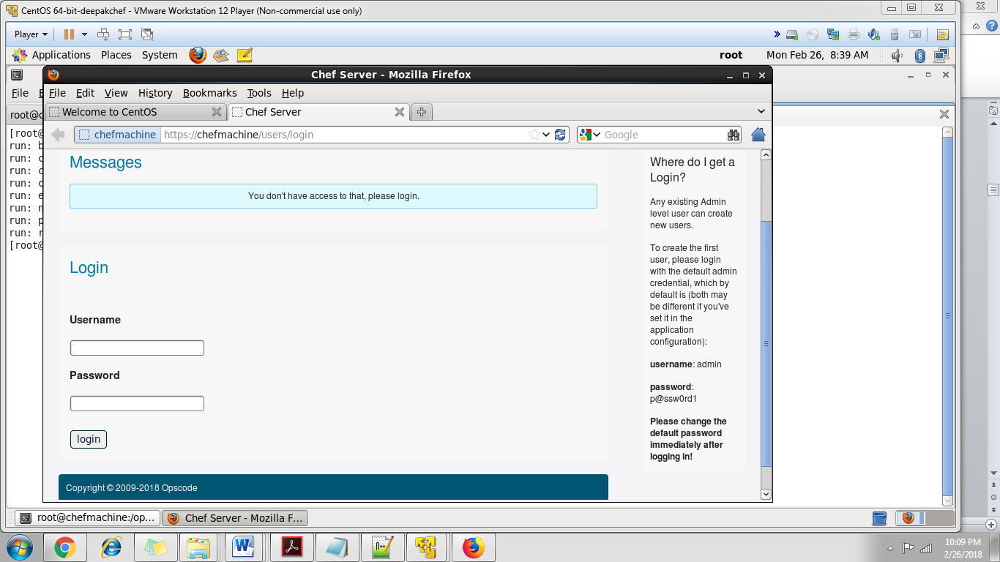 CentOS 64-bit-deepakchef - VMware Workstation 12 Player (Non-commercial use only)
Player
Applications Places System
root
Mon Feb 26, 8:39 AM
Chef Server - Mozilla Firefox
File
File Edit View History Bookmarks Tools Help
Welcome to CentOS
Chef Server
root@c
chefmachine
https://chefmachine/users/login
Google
[root@
run: b
run: c
run: c
run: c
run: e
run: n
run: p
run: r
[root@
Messages
You don't have access to that, please login.
Login
Username
Password
login
Copyright © 2009-2018 Opscode
Where do I get a
Login?
Any existing Admin
level user can create
new users.
To create the first
user, please login
with the default admin
credential, which by
default is (both may
be different if you've
set it in the
application
configuration):
username: admin
password:
p@ssw0rd1
Please change the
default password
immediately after
logging in!
root@chefmachine:/op...
Chef Server - Mozilla F...
10:09 PM
2/26/2018